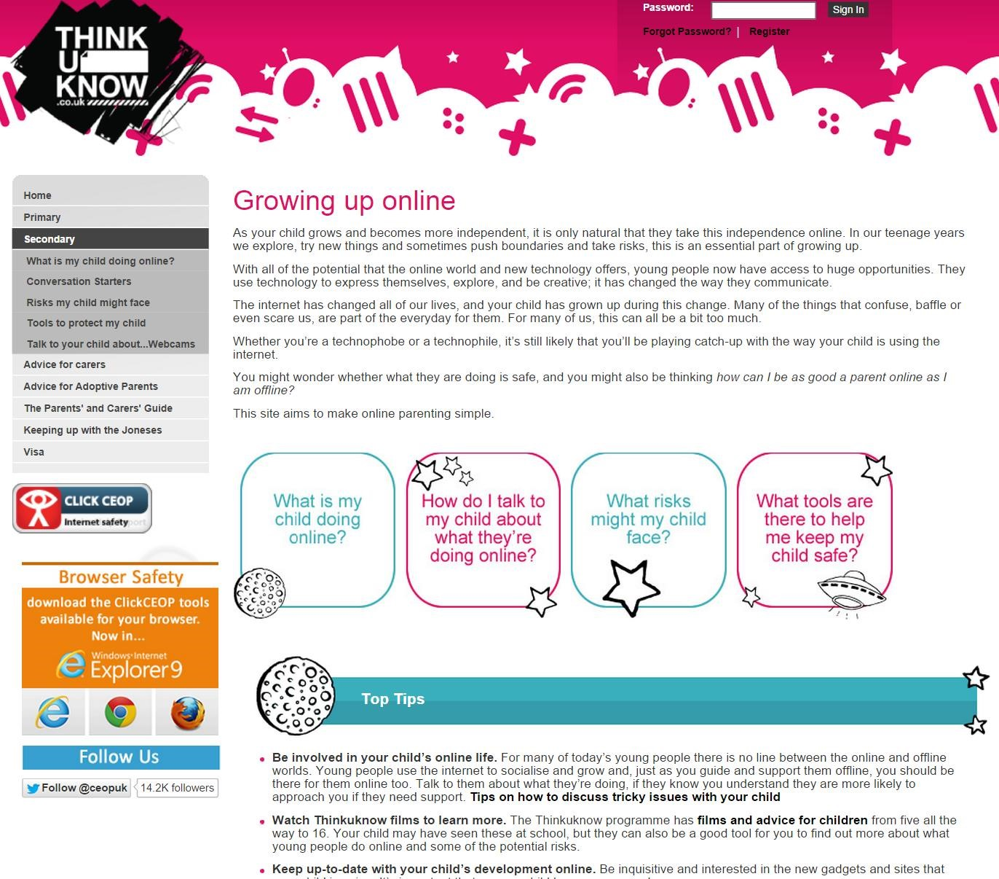 Password:
Sign In
Forgot Password? | Register
THINK
U
KNOW
.co.uk
Home
Primary
Secondary
What is my child doing online?
Conversation Starters
Risks my child might face
Tools to protect my child
Talk to your child about...Webcams
Advice for carers
Advice for Adoptive Parents
The Parents' and Carers' Guide
Keeping up with the Joneses
Visa
CLICK CEOP
Internet safety
Browser Safety
download the ClickCEOP tools
available for your browser.
Now in...
Windows Internet
Explorer 9
Follow Us
Follow @ceopuk
14.2K followers
Growing up online
As your child grows and becomes more independent, it is only natural that they take this independence online. In our teenage years
we explore, try new things and sometimes push boundaries and take risks, this is an essential part of growing up.
With all of the potential that the online world and new technology offers, young people now have access to huge opportunities. They
use technology to express themselves, explore, and be creative; it has changed the way they communicate.
The internet has changed all of our lives, and your child has grown up during this change. Many of the things that confuse, baffle or
even scare us, are part of the everyday for them. For many of us, this can all be a bit too much.
Whether you’re a technophobe or a technophile, it’s still likely that you’ll be playing catch-up with the way your child is using the
internet.
You might wonder whether what they are doing is safe, and you might also be thinking how can I be as good a parent online as I
am offline?
This site aims to make online parenting simple.
What is my
child doing
online?
How do I talk to
my child about
what they’re
doing online?
What risks
might my child
face?
What tools are
there to help
me keep my
child safe?
Top Tips
Be involved in your child’s online life. For many of today’s young people there is no line between the online and offline
worlds. Young people use the internet to socialise and grow and, just as you guide and support them offline, you should be
there for them online too. Talk to them about what they’re doing, if they know you understand they are more likely to
approach you if they need support. Tips on how to discuss tricky issues with your child
Watch Thinkuknow films to learn more. The Thinkuknow programme has films and advice for children from five all the
way to 16. Your child may have seen these at school, but they can also be a good tool for you to find out more about what
young people do online and some of the potential risks.
Keep up-to-date with your child’s development online. Be inquisitive and interested in the new gadgets and sites that